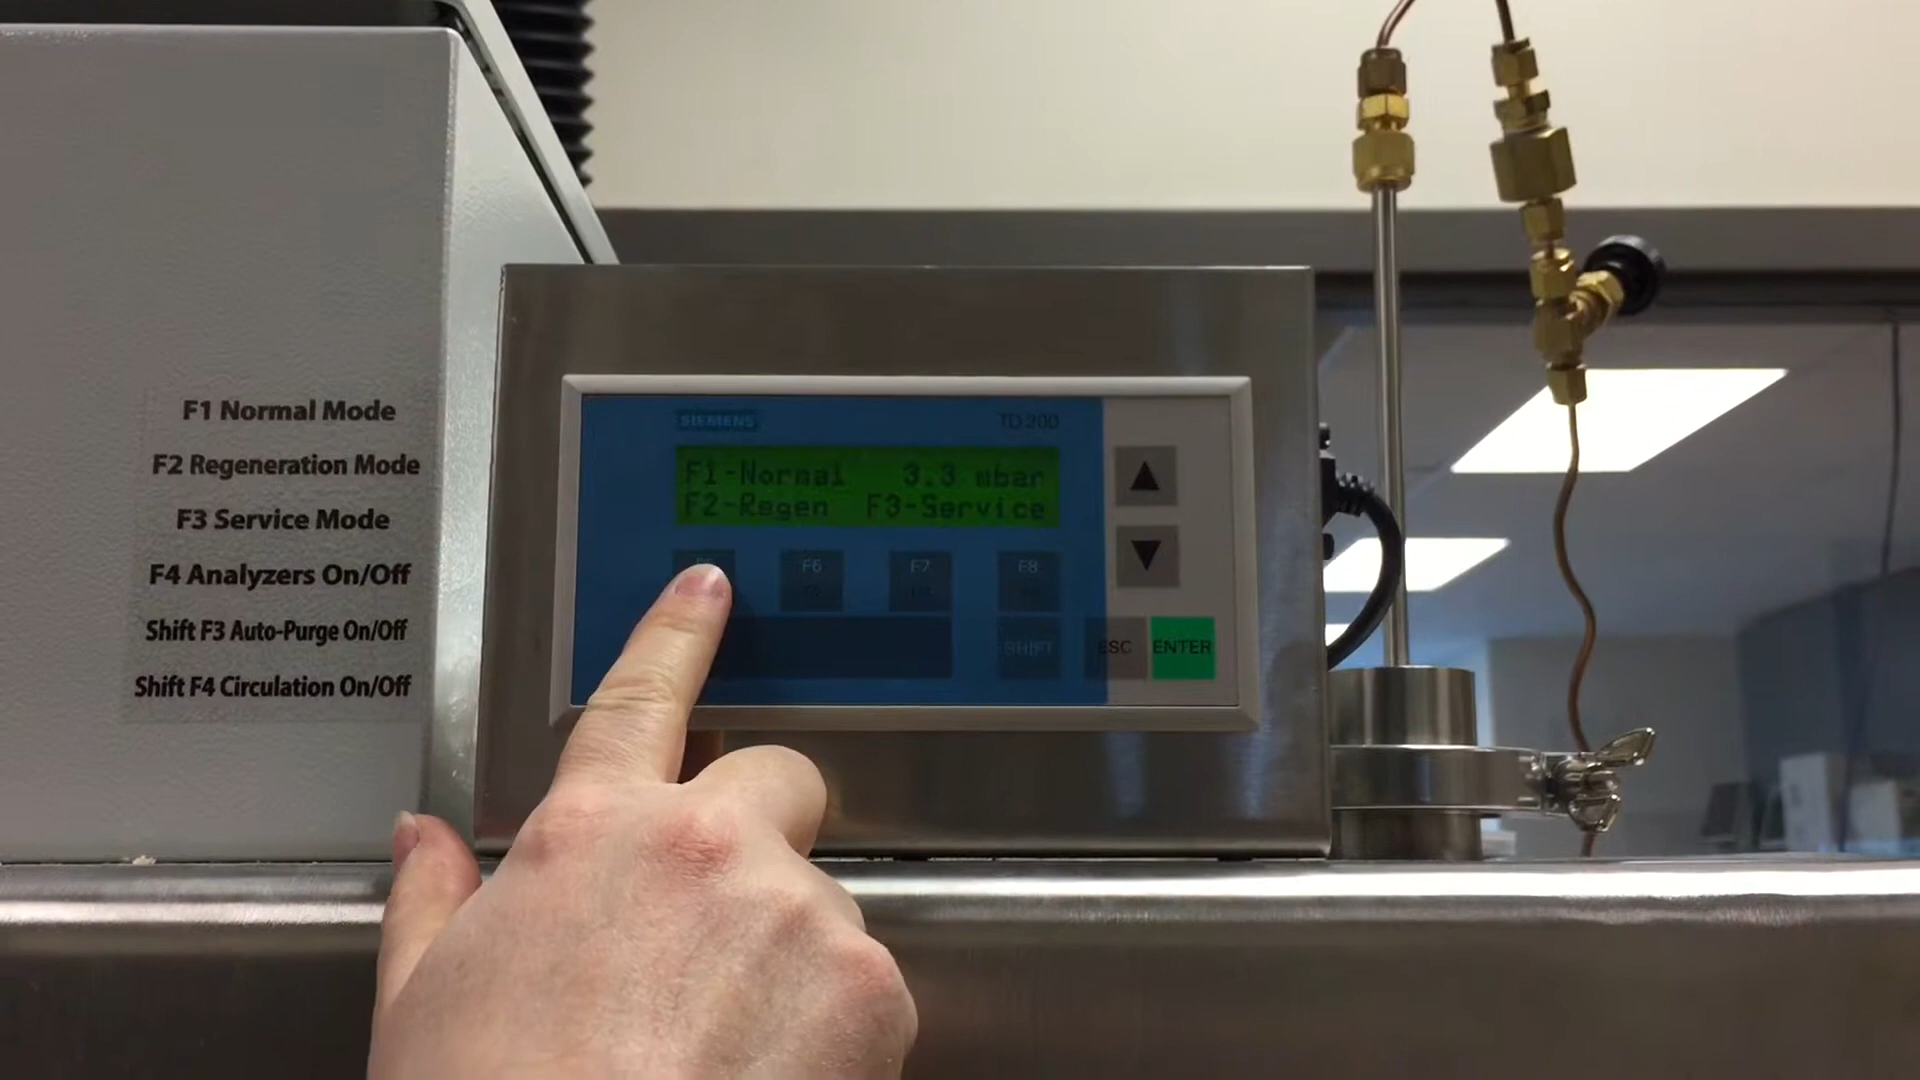 F1 Normal Mode
F2 Regeneration Mode
F3 Service Mode
F4 Analyzers On/Off
Shift F3 Auto-Purge On/Off
Shift F4 Circulation On/Off
SIEMENS
TD 200
F1-Normal 3.3 mbar
F2-Regen F3-Service
F6
F7
F8
SHIFT
ESC
ENTER